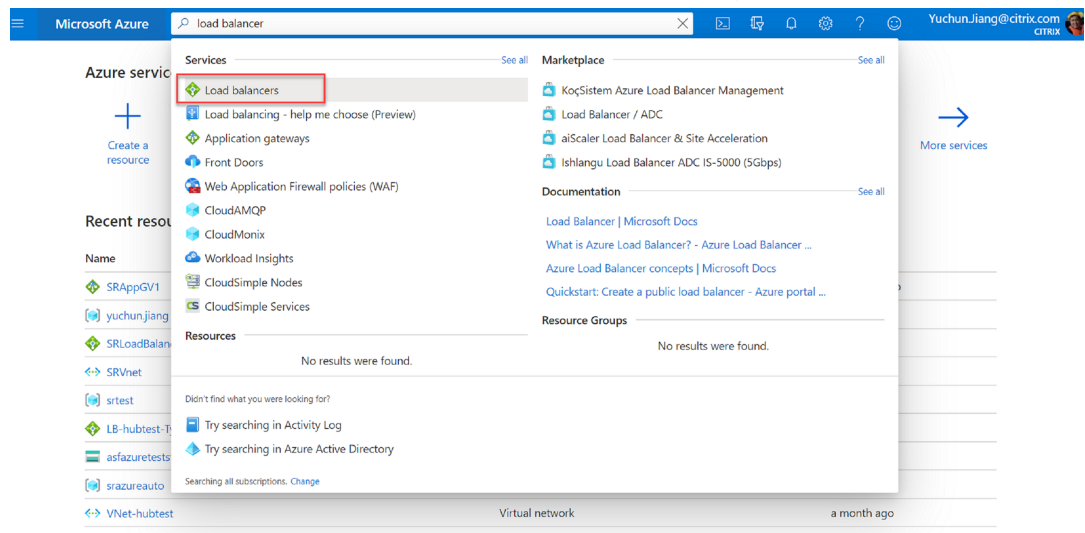 Microsoft Azure
load balancer
YuchunJiang@citrix.com
CITRIX
Azure servic
Create a
resource
More services
Services
See all
Load balancers
Load balancing - help me choose (Preview)
Application gateways
Front Doors
Web Application Firewall policies (WAF)
CloudAMQP
CloudMonix
Workload Insights
CloudSimple Nodes
CS CloudSimple Services
Resources
No results were found.
Marketplace
See all
KoçSistem Azure Load Balancer Management
Load Balancer / ADC
aiScaler Load Balancer & Site Acceleration
Ishlangu Load Balancer ADC IS-5000 (5Gbps)
Documentation
See all
Load Balancer | Microsoft Docs
What is Azure Load Balancer? - Azure Load Balancer ...
Azure Load Balancer concepts | Microsoft Docs
Quickstart: Create a public load balancer - Azure portal ...
Resource Groups
No results were found.
Didn't find what you were looking for?
Try searching in Activity Log
Try searching in Azure Active Directory
Searching all subscriptions. Change
Recent resou
Name
SRAppGV1
yuchun.jiang
SRLoadBalan
SRVnet
srtest
LB-hubtest-T
asfazuretests
srazureauto
VNet-hubtest
Virtual network
a month ago